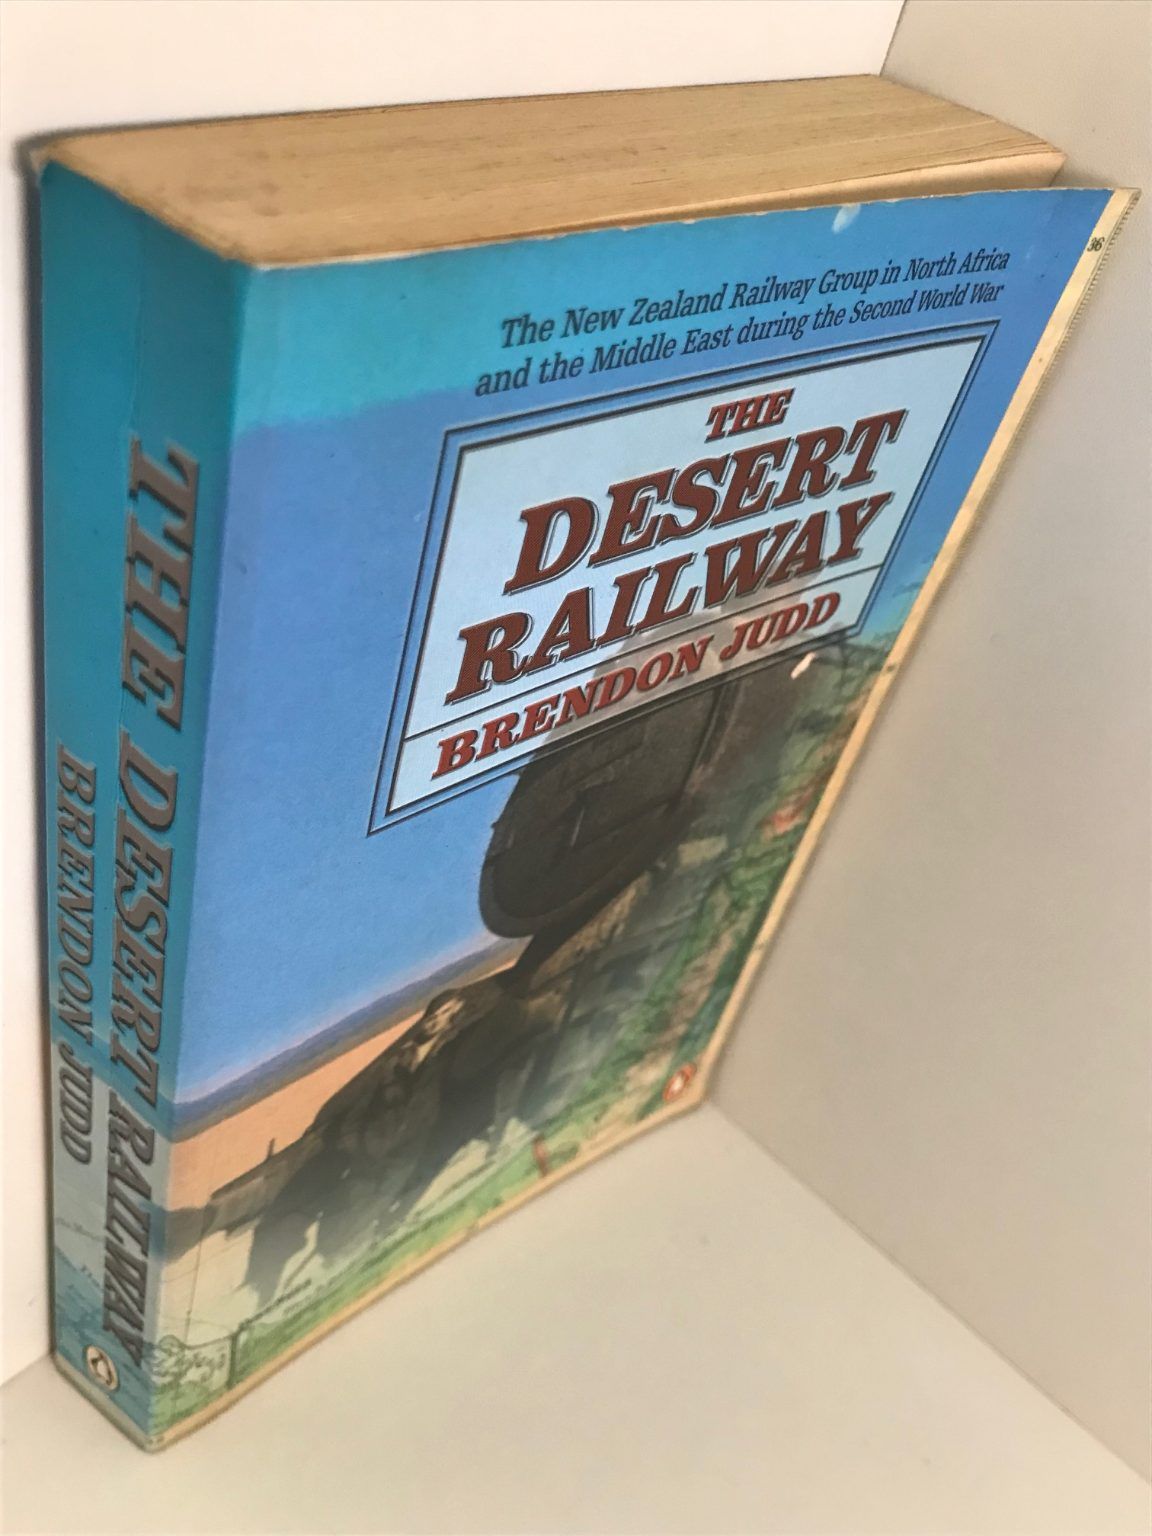 The New Zealand Railway Group in North Africa
and the Middle East during the Second World War
36
THE
DESERT
RAILWAY
BRENDON JUDD
THE DESERT RAILWAY
BRENDON JUDD